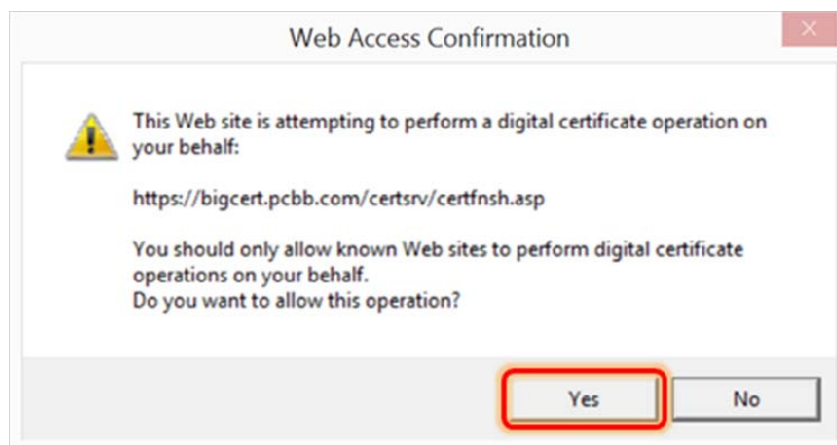 Web Access Confirmation
This Web site is attempting to perform a digital certificate operation on
your behalf:
https://bigcert.pcbb.com/certsrv/certfnsh.asp
You should only allow known Web sites to perform digital certificate
operations on your behalf.
Do you want to allow this operation?
Yes No